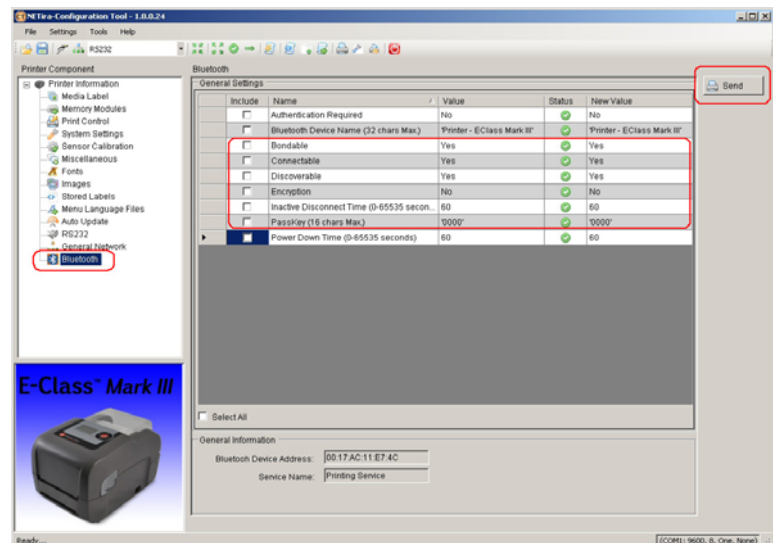 NETira-Configuration Tool - 1.0.0.24
File Settings Tools Help
RS232
Printer Component
Printer Information
Media Label
Memory Modules
Print Control
System Settings
Sensor Calibration
Miscellaneous
Fonts
Images
Stored Labels
Menu Language Files
Auto Update
RS232
General Network
Bluetooth
E-Class™ Mark III
Bluetooth
General Settings
Include Name Value Status New Value
Authentication Required No No
Bluetooth Device Name (32 chars Max.) 'Printer - EClass Mark III' 'Printer - EClass Mark III'
Bondable Yes Yes
Connectable Yes Yes
Discoverable Yes Yes
Encryption No No
Inactive Disconnect Time (0-65535 secon... 60 60
PassKey (16 chars Max.) '0000' '0000'
Power Down Time (0-65535 seconds) 60 60
Select All
General Information
Bluetooth Device Address: 00:17:AC:11:E7:4C
Service Name: Printing Service
Send
Ready... (COM1: 9600, 8, One, None)